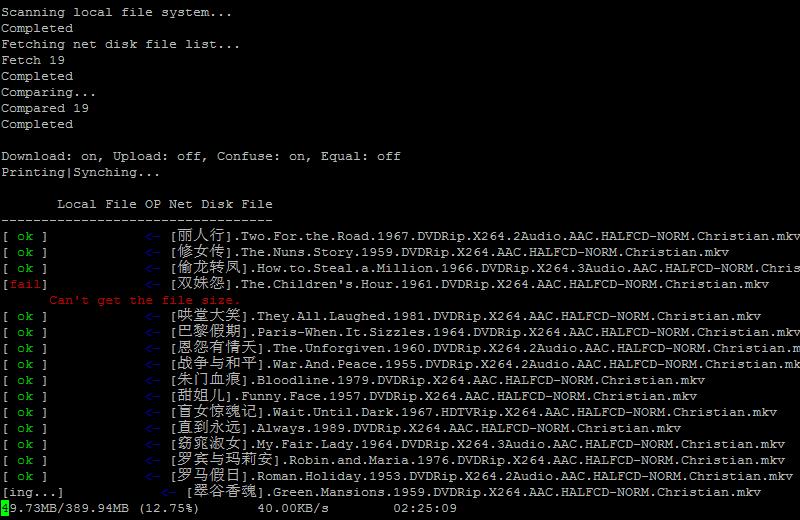 Scanning local file system...
Completed
Fetching net disk file list...
Fetch 19
Completed
Comparing...
Compared 19
Completed
Download: on, Upload: off, Confuse: on, Equal: off
Printing|Synching...
Local File OP Net Disk File
---------------------------------
[ ok ] <- [丽人行].Two.For.the.Road.1967.DVDRip.X264.2Audio.AAC.HALFCD-NORM.Christian.mkv
[ ok ] <- [修女传].The.Nuns.Story.1959.DVDRip.X264.AAC.HALFCD-NORM.Christian.mkv
[ ok ] <- [偷龙转凤].How.to.Steal.a.Million.1966.DVDRip.X264.3Audio.AAC.HALFCD-NORM.Chris
[fail] <- [双姝怨].The.Children's.Hour.1961.DVDRip.X264.AAC.HALFCD-NORM.Christian.mkv
Can't get the file size.
[ ok ] <- [哄堂大笑].They.All.Laughed.1981.DVDRip.X264.AAC.HALFCD-NORM.Christian.mkv
[ ok ] <- [巴黎假期].Paris-When.It.Sizzles.1964.DVDRip.X264.AAC.HALFCD-NORM.Christian.mkv
[ ok ] <- [恩怨有情天].The.Unforgiven.1960.DVDRip.X264.2Audio.AAC.HALFCD-NORM.Christian.m
[ ok ] <- [战争与和平].War.And.Peace.1955.DVDRip.X264.2Audio.AAC.HALFCD-NORM.Christian.mk
[ ok ] <- [朱门血痕].Bloodline.1979.DVDRip.X264.AAC.HALFCD-NORM.Christian.mkv
[ ok ] <- [甜姐儿].Funny.Face.1957.DVDRip.X264.AAC.HALFCD-NORM.Christian.mkv
[ ok ] <- [盲女惊魂记].Wait.Until.Dark.1967.HDTVRip.X264.AAC.HALFCD-NORM.Christian.mkv
[ ok ] <- [直到永远].Always.1989.DVDRip.X264.AAC.HALFCD-NORM.Christian.mkv
[ ok ] <- [窈窕淑女].My.Fair.Lady.1964.DVDRip.X264.3Audio.AAC.HALFCD-NORM.Christian.mkv
[ ok ] <- [罗宾与玛莉安].Robin.and.Maria.1976.DVDRip.X264.AAC.HALFCD-NORM.Christian.mkv
[ ok ] <- [罗马假日].Roman.Holiday.1953.DVDRip.X264.2Audio.AAC.HALFCD-NORM.Christian.mkv
[ing...] <- [翠谷香魂].Green.Mansions.1959.DVDRip.X264.AAC.HALFCD-NORM.Christian.mkv
49.73MB/389.94MB (12.75%) 40.00KB/s 02:25:09